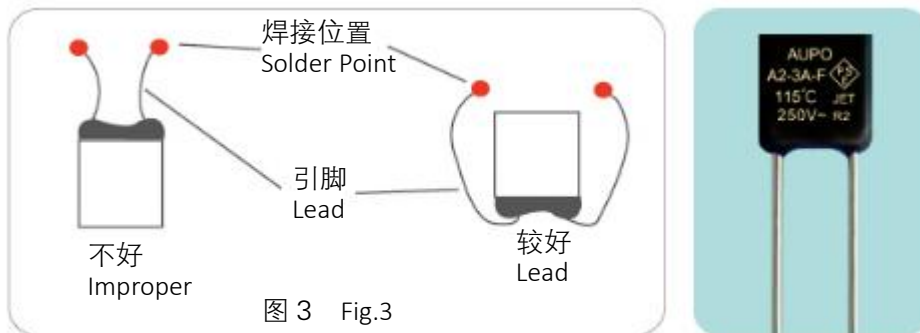 焊接位置
Solder Point
引脚
Lead
不好
Improper
较好
Lead
图 3 Fig.3
AUPO
A2-3A-F PS E
115℃ JET
250V~ R2